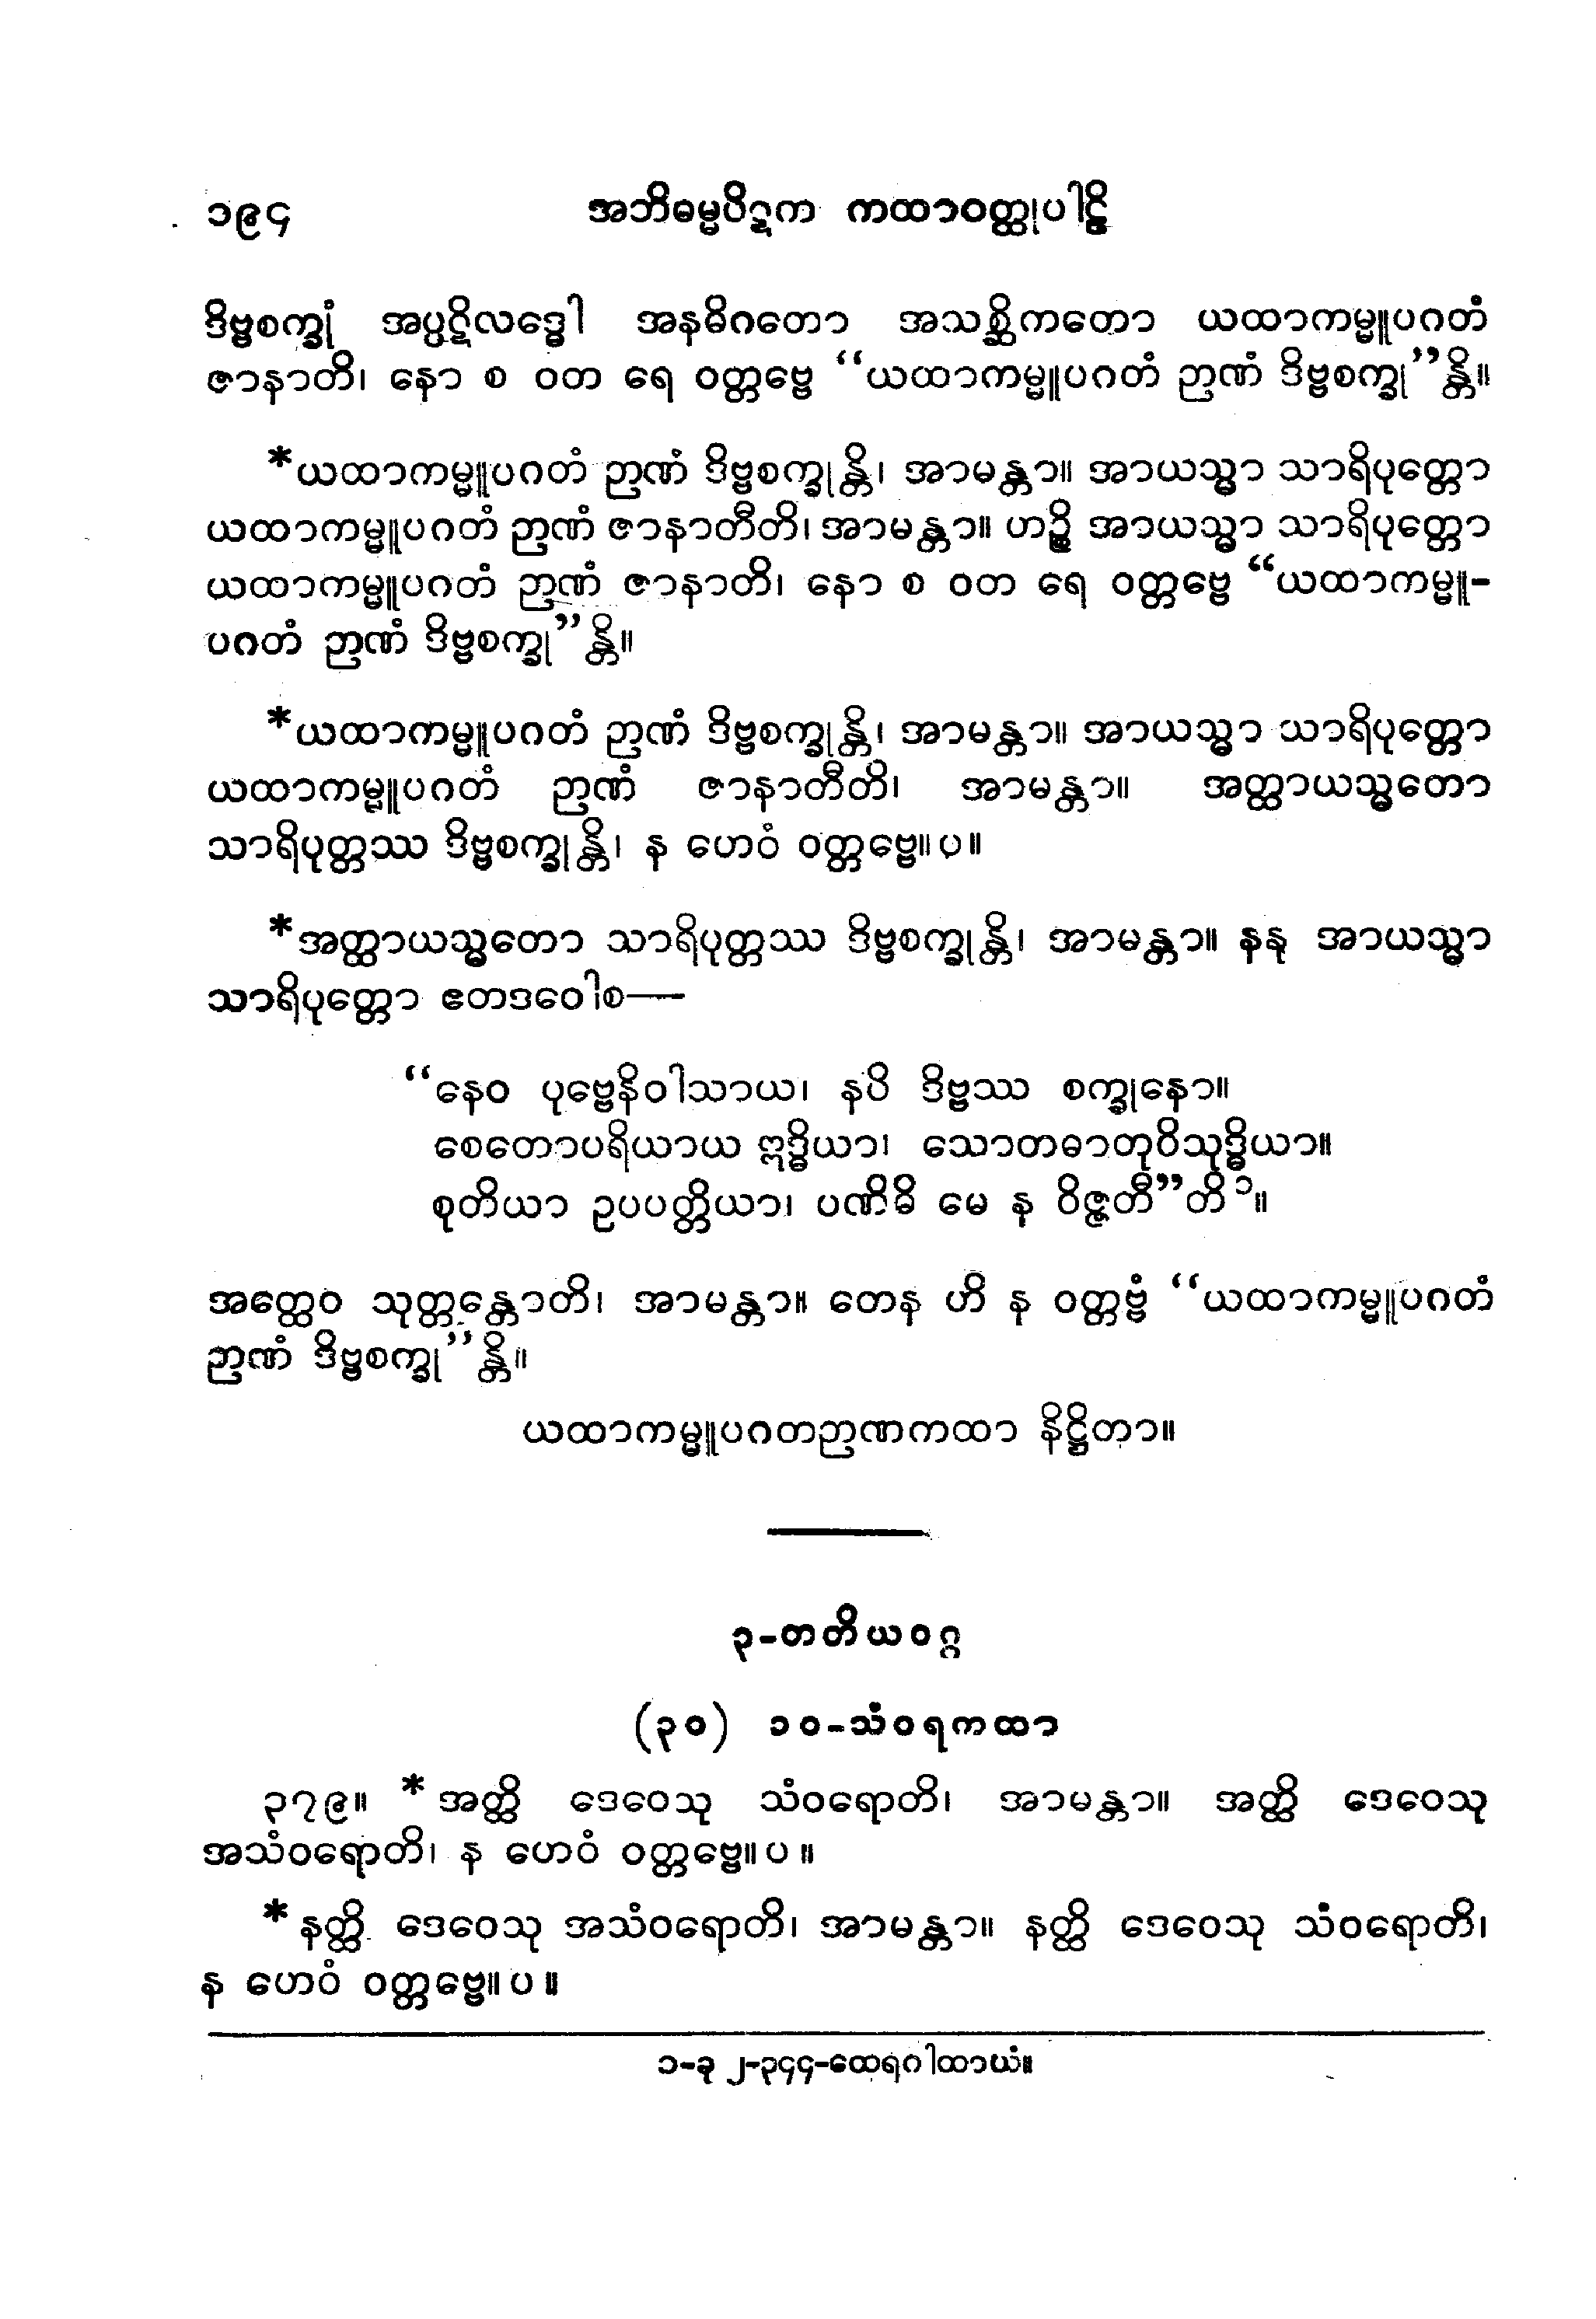 ၁၉၄ အဘိဓမ္မပိဋက ကထာဝတ္ထုပါဠိ
ဒိဗ္ဗစက္ခုံ အပ္ပဋိလဒ္ဓေါ အနဓိဂတော အသစ္ဆိကတော ယထာကမ္မူပဂတံ
ဇာနာတိ၊ နော စ ဝတ ရေ ဝတ္တဗ္ဗေ “ယထာကမ္မူပဂတံ ဉာဏံ ဒိဗ္ဗစက္ခု”န္တိ။
*ယထာကမ္မူပဂတံ ဉာဏံ ဒိဗ္ဗစက္ခုန္တိ၊ အာမန္တာ။ အာယသ္မာ သာရိပုတ္တော
ယထာကမ္မူပဂတံ ဉာဏံ ဇာနာတီတိ၊ အာမန္တာ။ ဟဉ္စိ အာယသ္မာ သာရိပုတ္တော
ယထာကမ္မူပဂတံ ဉာဏံ ဇာနာတိ၊ နော စ ဝတ ရေ ဝတ္တဗ္ဗေ “ယထာကမ္မူ-
ပဂတံ ဉာဏံ ဒိဗ္ဗစက္ခု”န္တိ။
*ယထာကမ္မူပဂတံ ဉာဏံ ဒိဗ္ဗစက္ခုန္တိ၊ အာမန္တာ။ အာယသ္မာ သာရိပုတ္တော
ယထာကမ္မူပဂတံ ဉာဏံ ဇာနာတီတိ၊ အာမန္တာ။ အတ္ထာယသ္မတော
သာရိပုတ္တဿ ဒိဗ္ဗစက္ခုန္တိ၊ န ဟေဝံ ဝတ္တဗ္ဗေ။ ပ။
*အတ္ထာယသ္မတော သာရိပုတ္တဿ ဒိဗ္ဗစက္ခုန္တိ၊ အာမန္တာ။ နနု အာယသ္မာ
သာရိပုတ္တော ဧတဒဝေါစ—
“နေဝ ပုဗ္ဗေနိဝါသာယ၊ နပိ ဒိဗ္ဗဿ စက္ခုနော။
စေတောပရိယာယ ဣဒ္ဓိယာ၊ သောတဓာတုဝိသုဒ္ဓိယာ။
စုတိယာ ဥပပတ္တိယာ၊ ပဏိဓိ မေ န ဝိဇ္ဇတီ”တိ ၁။
အတ္ထေဝ သုတ္တန္တောတိ၊ အာမန္တာ။ တေန ဟိ န ဝတ္တဗ္ဗံ “ယထာကမ္မူပဂတံ
ဉာဏံ ဒိဗ္ဗစက္ခု”န္တိ။
ယထာကမ္မူပဂတဉာဏကထာ နိဋ္ဌိတာ။
၃-တတိယဝဂ္ဂ
(၃၀) ၁၀-သံဝရကထာ
၃၇၉။ *အတ္ထိ ဒေဝေသု သံဝရောတိ၊ အာမန္တာ။ အတ္ထိ ဒေဝေသု
အသံဝရောတိ၊ န ဟေဝံ ဝတ္တဗ္ဗေ။ ပ။
*နတ္ထိ ဒေဝေသု အသံဝရောတိ၊ အာမန္တာ။ နတ္ထိ ဒေဝေသု သံဝရောတိ၊
န ဟေဝံ ဝတ္တဗ္ဗေ။ ပ။
၁-ခု ၂-၃၄၄-ထေရဂါထာယံ။